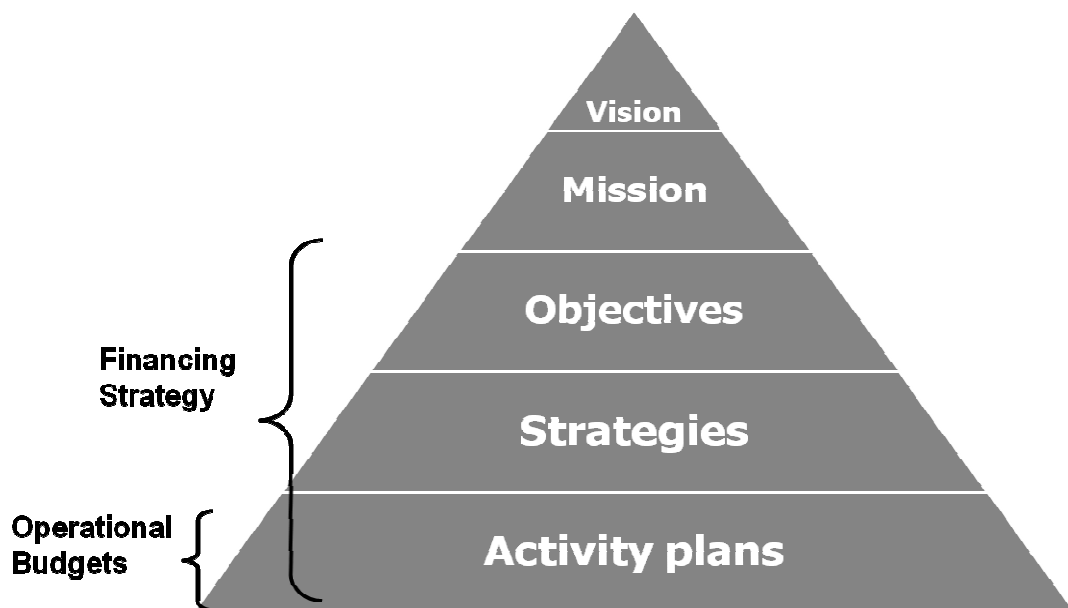 Vision
Mission
Objectives
Financing
Strategy
Strategies
Operational
Budgets
Activity plans